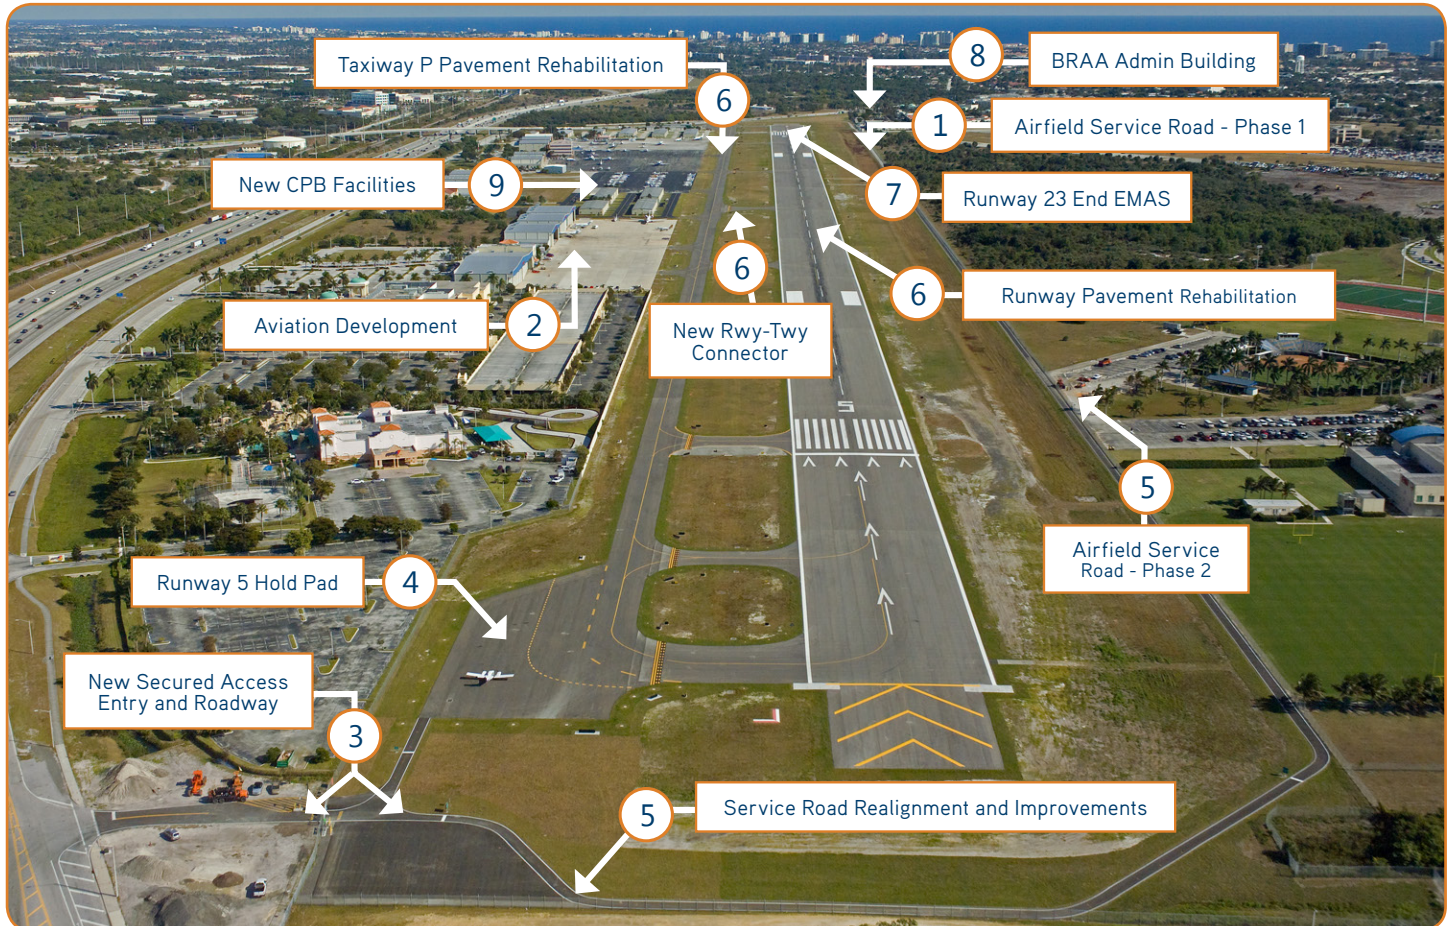 Taxiway P Pavement Rehabilitation
6
8
BRAA Admin Building
1
Airfield Service Road - Phase 1
New CPB Facilities
9
7
Runway 23 End EMAS
6
6
Runway Pavement Rehabilitation
Aviation Development
2
New Rwy-Twy
Connector
5
5
Airfield Service
Road - Phase 2
Runway 5 Hold Pad
4
New Secured Access
Entry and Roadway
3
5
Service Road Realignment and Improvements